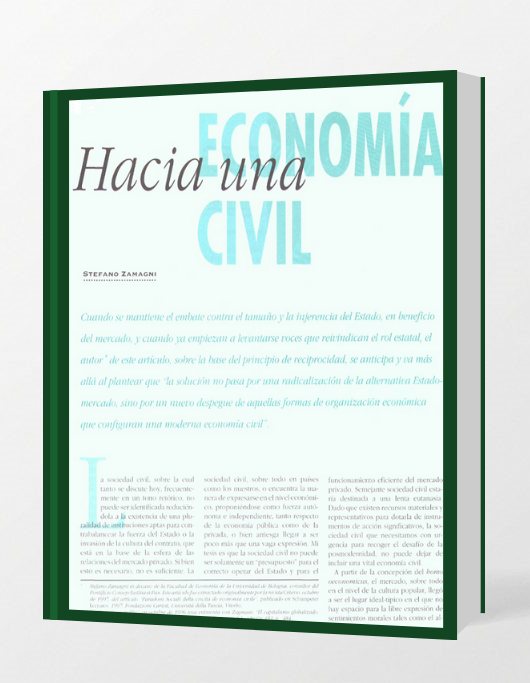 ECONOMÍA
Hacia una
CIVIL
STEFANO ZAMAGNI
Cuando se mantiene el embate contra el tamaño y la injerencia del Estado, en beneficio
del mercado, y cuando ya empiezan a levantarse voces que reivindican el rol estatal, el
autor* de este artículo, sobre la base del principio de reciprocidad, se anticipa y va más
allá al plantear que "la solución no pasa por una radicalización de la alternativa Estado-
mercado, sino por un nuevo despegue de aquellas formas de organización económica
que configuran una moderna economía civil".
La sociedad civil, sobre la cual
tanto se discute hoy, frecuente-
mente en un tono retórico, no
puede ser identificada reducién-
dola a la existencia de una plu-
ralidad de instituciones aptas para con-
trabalancear la fuerza del Estado o la
invasión de la cultura del contrato, que
está en la base de la esfera de las
relaciones del mercado privado. Si bien
esto es necesario, no es suficiente. La
sociedad civil, sobre todo en países
como los nuestros, o encuentra la ma-
nera de expresarse en el nivel económi-
co, proponiéndose como fuerza autó-
noma e independiente, tanto respecto
de la economía pública como de la
privada, o bien arriesga llegar a ser
poco más que una vaga expresión. Mi
tesis es que la sociedad civil no puede
ser solamente un "presupuesto" para el
correcto operar del Estado y para el
funcionamiento eficiente del mercado
privado. Semejante sociedad civil esta-
ría destinada a una lenta eutanasia.
Dado que existen recursos materiales y
representativos para dotarla de instru-
mentos de acción significativos, la so-
ciedad civil que necesitamos con ur-
gencia para recoger el desafío de la
posmodernidad, no puede dejar de
incluir una vital economía civil.
A partir de la concepción del homo
oeconomicus, el mercado, sobre todo
en el nivel de la cultura popular, llegó
a ser el lugar ideal-típico en el que no
hay espacio para la libre expresión de
sentimientos morales tales como el al-
Stefano Zamagni es decano de la Facultad de Economía de la Universidad de Bologna